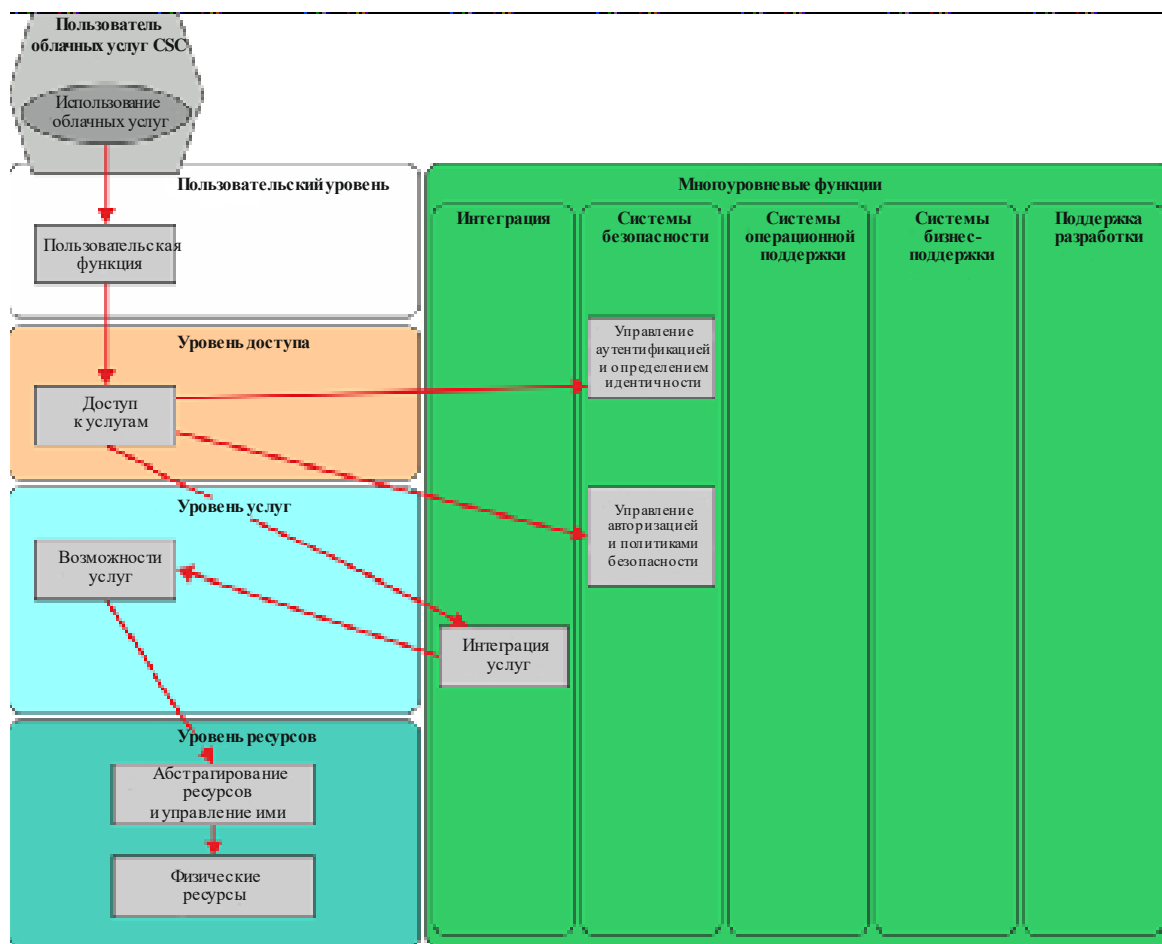 Пользователь
облачных услуг CSC
Использование
облачных услуг
Пользовательский уровень
Пользовательская
функция
Уровень доступа
Доступ
к услугам
Уровень услуг
Возможности
услуг
Уровень ресурсов
Абстрагирование
ресурсов
и управление ими
Физические
ресурсы
Многоуровневые функции
Интеграция
Интеграция
услуг
Системы
безопасности
Управление
аутентификацией
и определением
идентичности
Управление
авторизацией
и политиками
безопасности
Системы
операционной
поддержки
Системы
бизнес-
поддержки
Поддержка
разработки